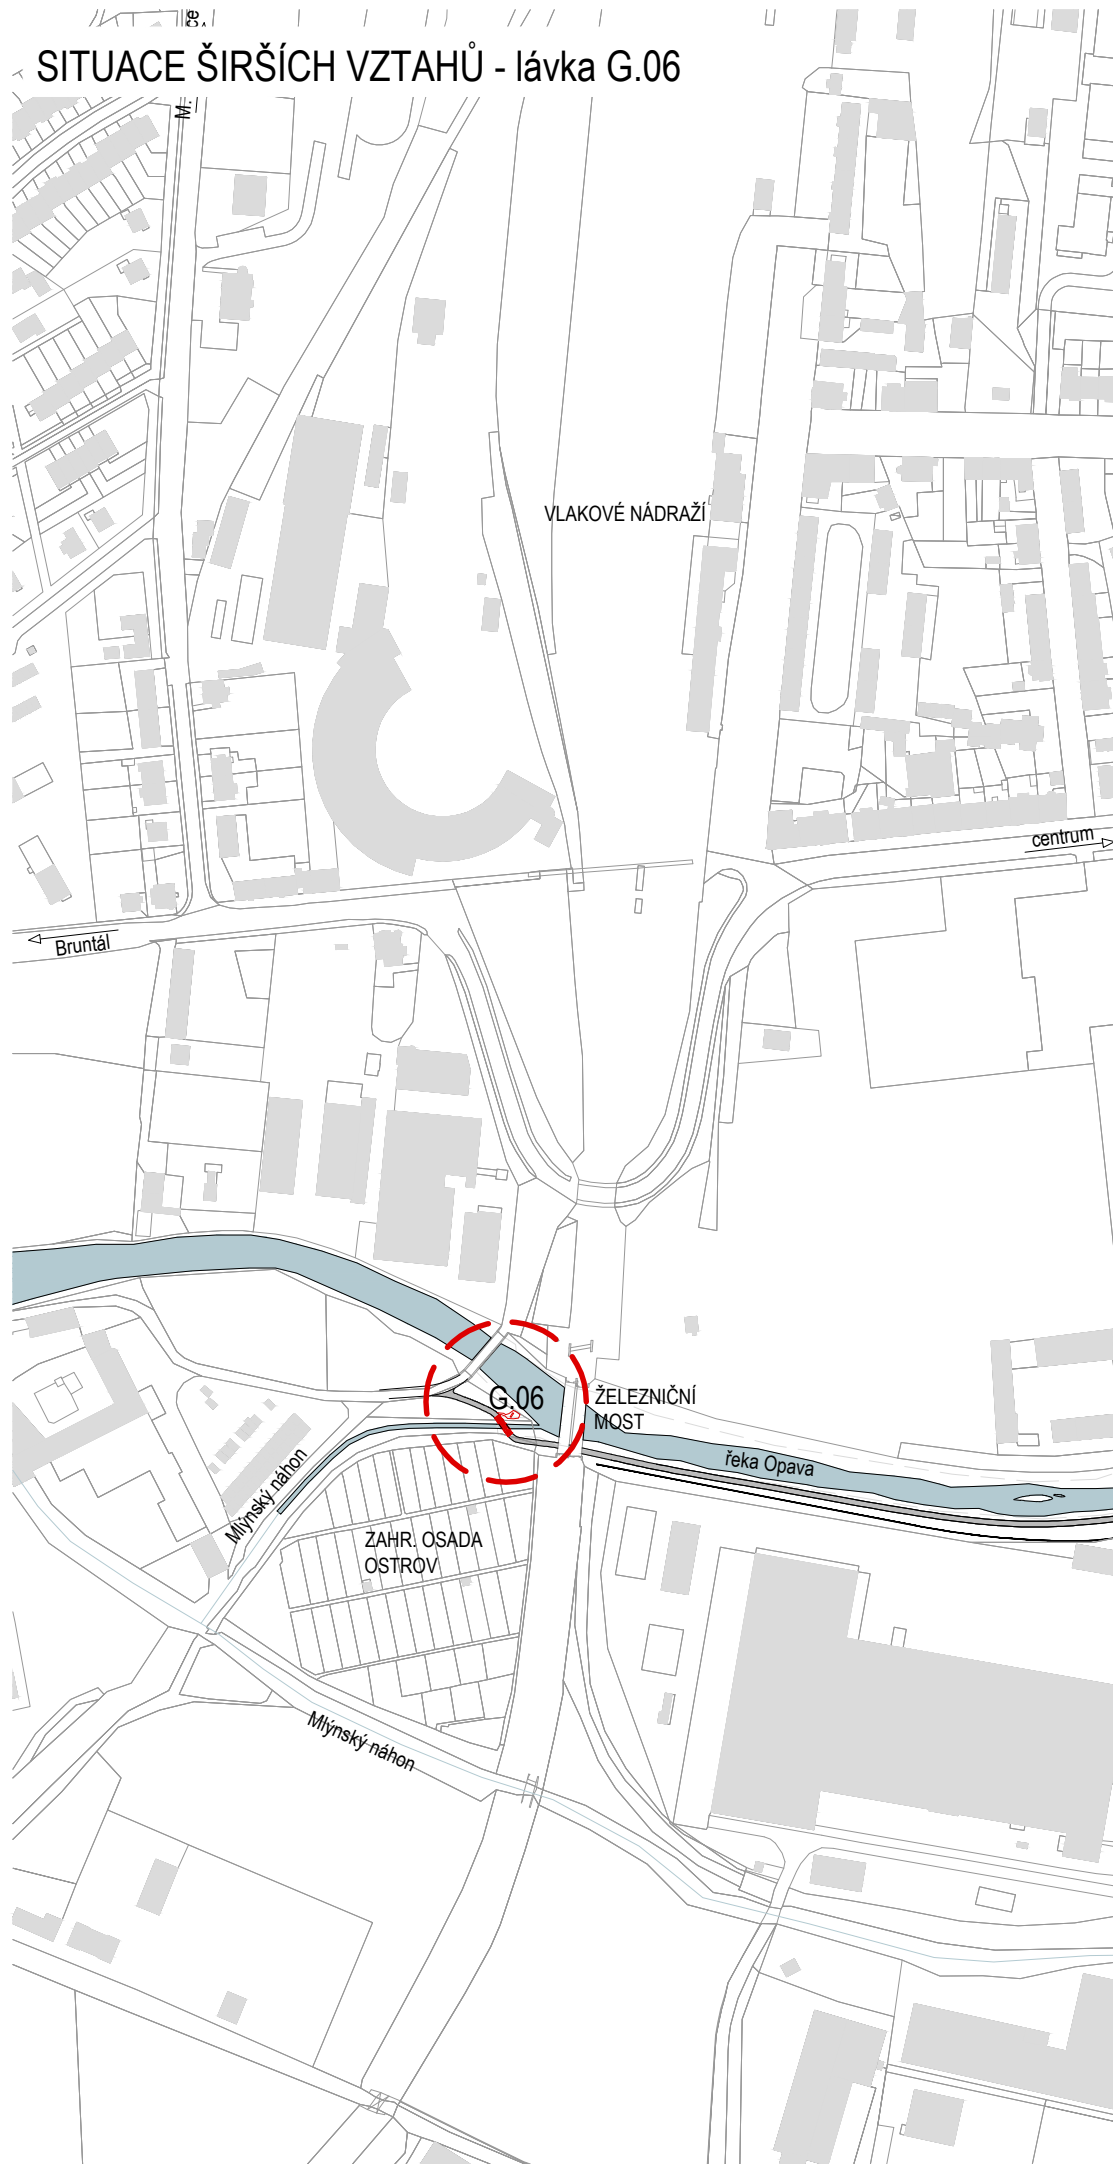 SITUACE ŠIRŠÍCH VZTAHŮ - lávka G.06
M.
VLAKOVÉ NÁDRAŽÍ
centrum
Bruntál
G.06
ŽELEZNIČNÍ
MOST
řeka Opava
Mlýnský náhon
ZAHR. OSADA
OSTROV
Mlýnský náhon